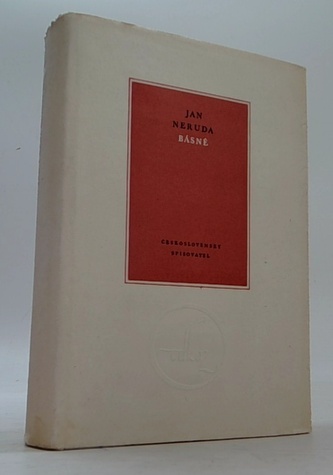 JAN
NERUDA
BÁSNĚ
ČESKOSLOVENSKÝ
SPISOVATEL